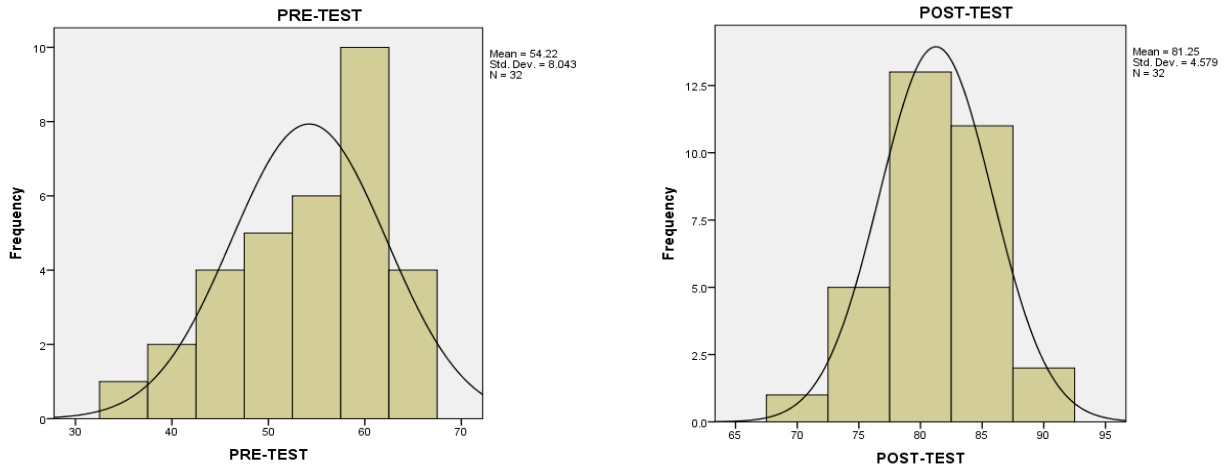 PRE-TEST
Mean = 54.22
Std. Dev. = 8.043
N = 32
Frequency
10
8
6
4
2
0
30 40 50 60 70
PRE-TEST
POST-TEST
Mean = 81.25
Std. Dev. = 4.579
N = 32
Frequency
12.5
10.0
7.5
5.0
2.5
0.0
65 70 75 80 85 90 95
POST-TEST